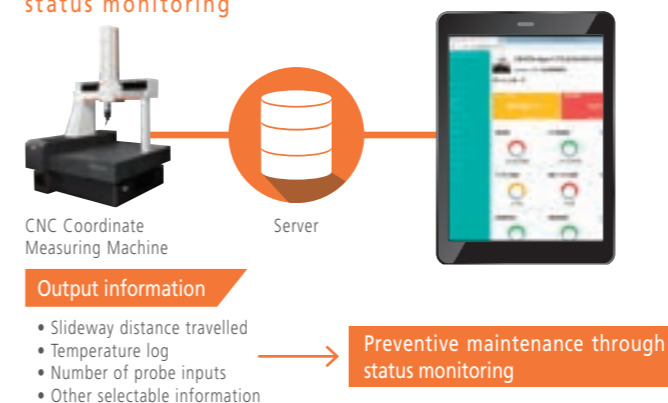 status monitoring
CNC Coordinate
Measuring Machine
Server
Output information
• Slideway distance travelled
• Temperature log
• Number of probe inputs
• Other selectable information
Preventive maintenance through
status monitoring